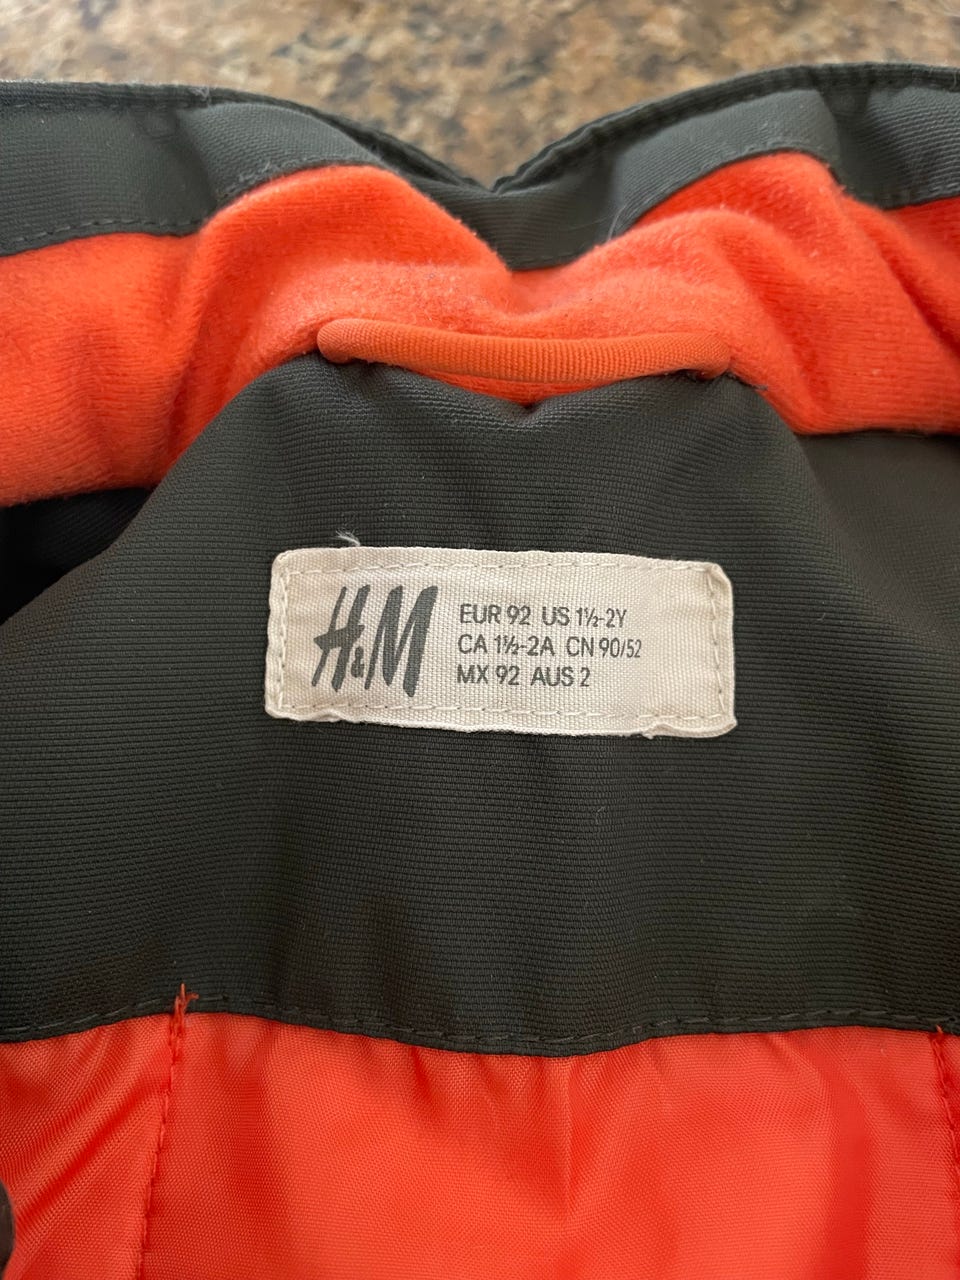 H&M
EUR 92 US 1½-2Y
CA 1½-2A CN 90/52
MX 92 AUS 2